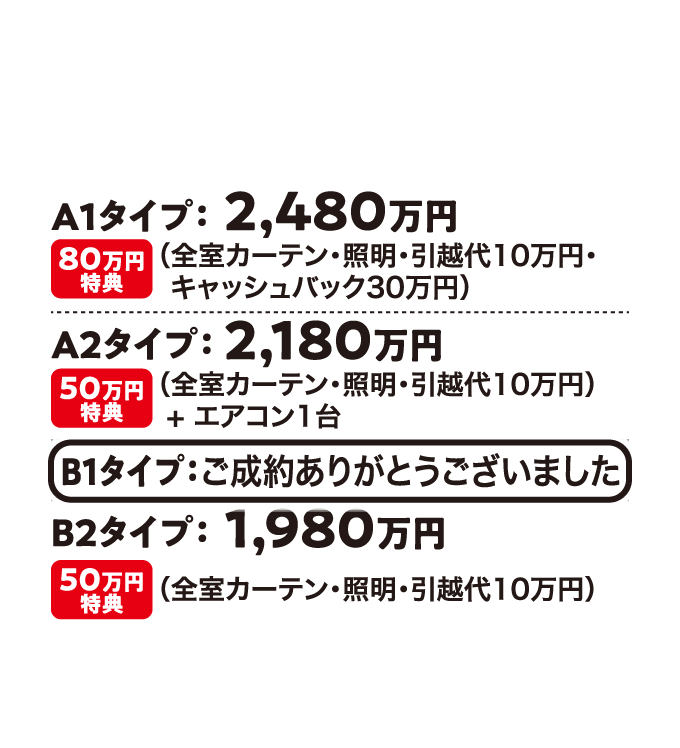 A1タイプ：2,480万円
80万円特典
（全室カーテン・照明・引越代10万円・
キャッシュバック30万円）
A2タイプ：2,180万円
50万円特典
（全室カーテン・照明・引越代10万円）
+ エアコン1台
B1タイプ：ご成約ありがとうございました
B2タイプ：1,980万円
50万円特典
（全室カーテン・照明・引越代10万円）